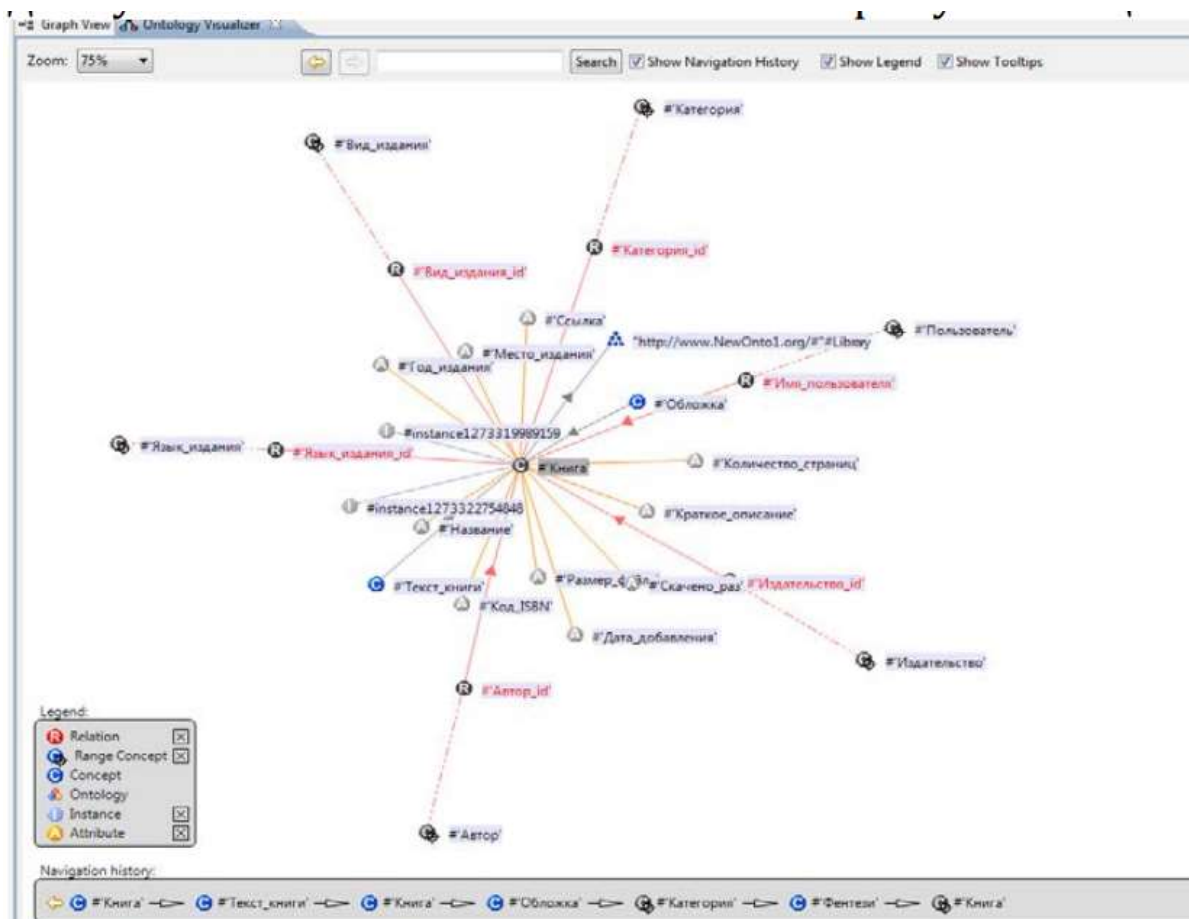 Graph View Ontology Visualizer
Zoom: 75% Search Show Navigation History Show Legend Show Tooltips
#'Категория'
#'Вид_издания'
#'Категория_id'
#'Вид_издания_id'
#'Ссылка'
#'Пользователь'
"http://www.NewOnto1.org/#"#Library
#'Место_издания'
#'Год_издания'
#'Имя_пользователя'
#'Обложка'
#instance1273319989159
#'Язык_издания'
#'Язык_издания_id'
#'Книга'
#'Количество_страниц'
#instance1273322754848
#'Краткое_описание'
#'Название'
#'Текст_книги'
#'Скачено_раз'
#'Издательство_id'
#'Код_ISBN'
#'Дата_добавления'
#'Издательство'
#'Автор_id'
Legend:
Relation
Range Concept
Concept
Ontology
Instance
Attribute
#'Автор'
Navigation history:
#'Книга' #'Текст_книги' #'Книга' #'Обложка' #'Категория' #'Фентези' #'Книга'